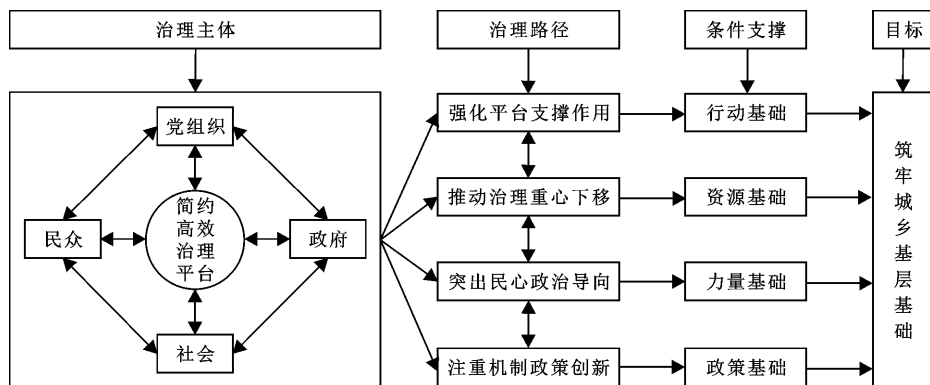 治理主体
治理路径
条件支撑
目标
党组织
民众
简约
高效
治理
平台
政府
社会
强化平台支撑作用
行动基础
推动治理重心下移
资源基础
突出民心政治导向
力量基础
注重机制政策创新
政策基础
筑牢城乡基层基础